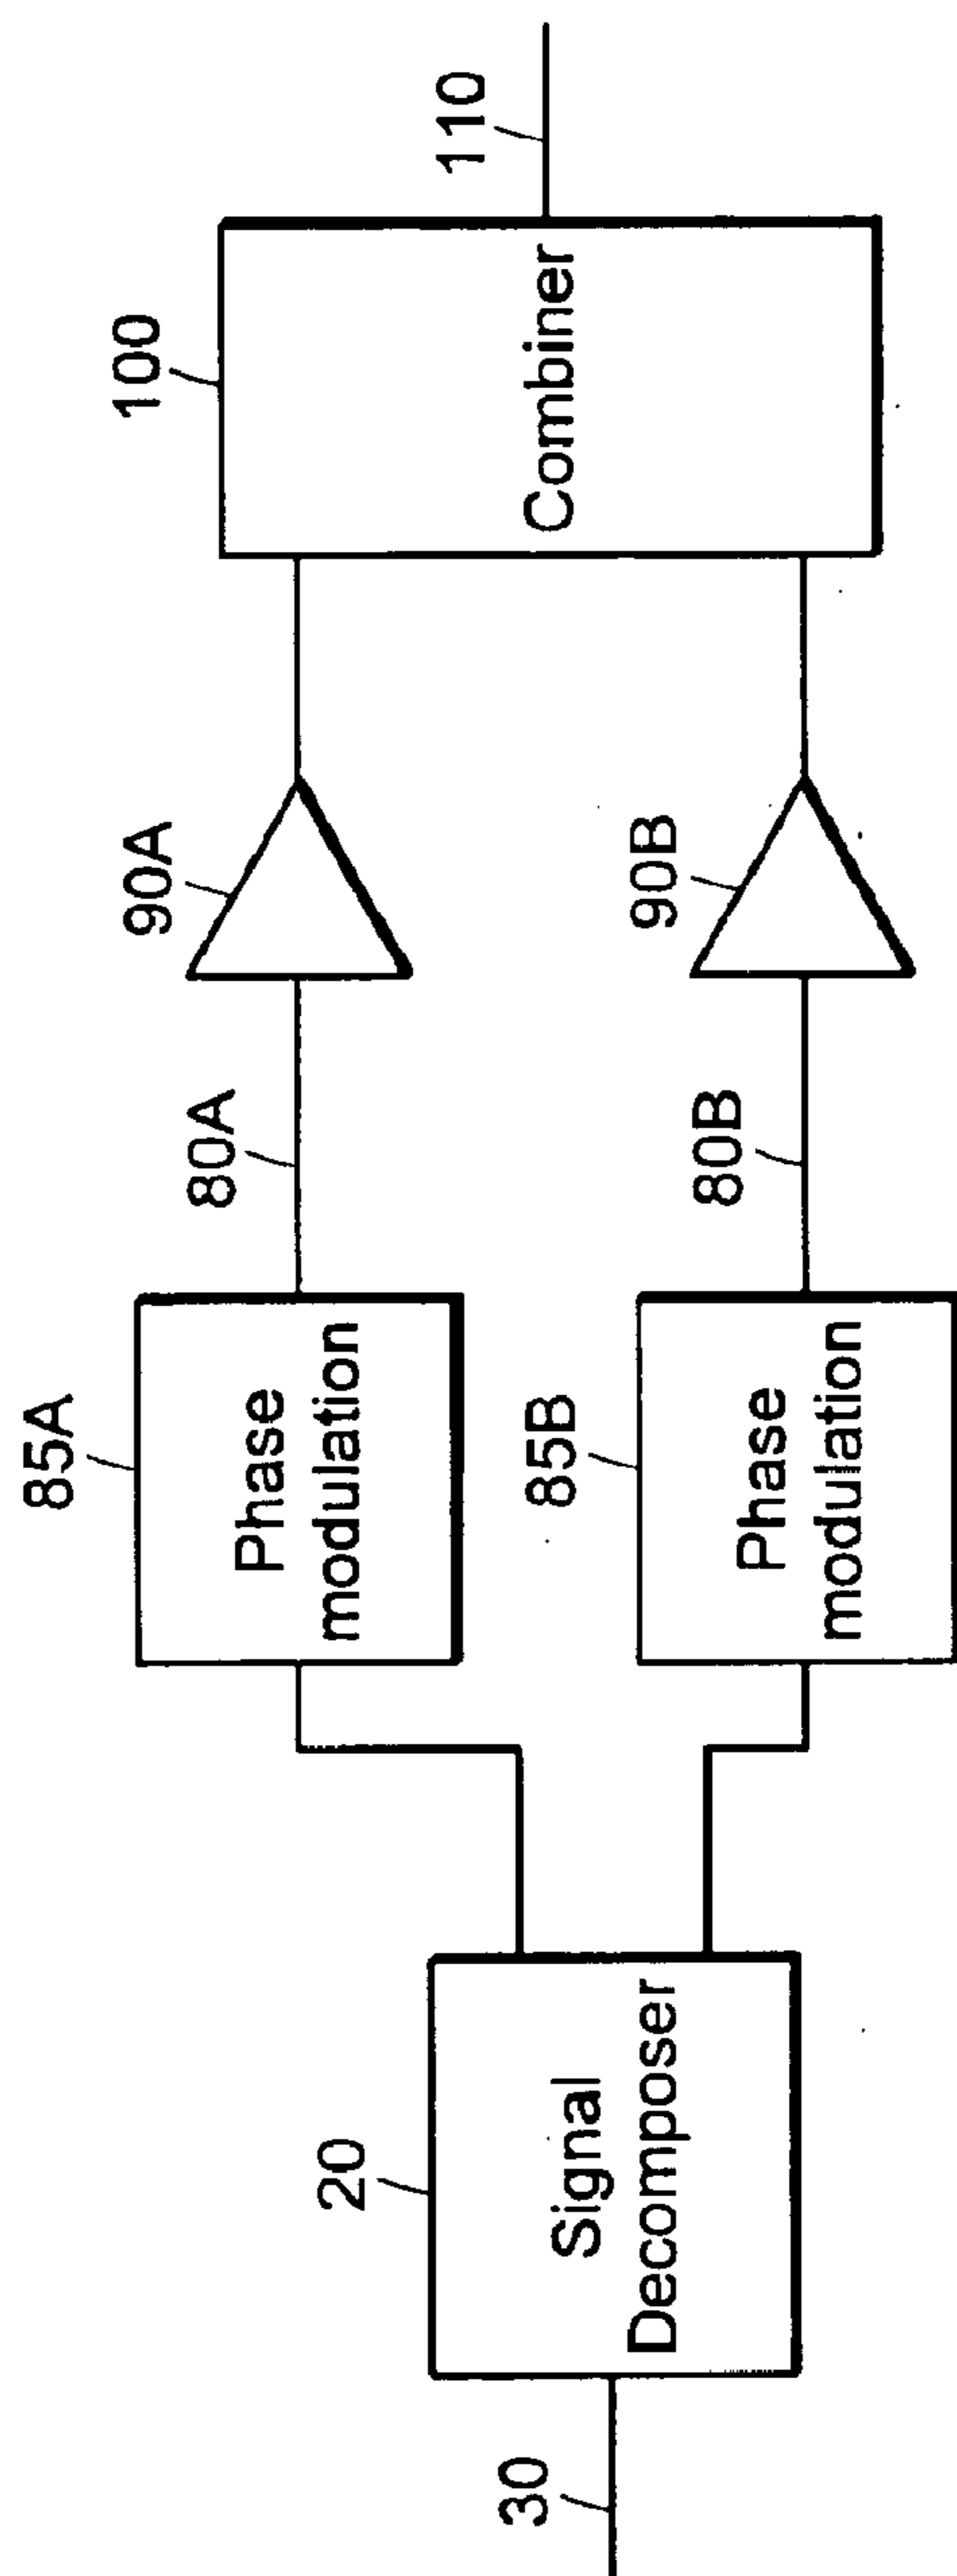 30
20
Signal
Decomposer
85A
Phase
modulation
85B
Phase
modulation
80A
80B
90A
90B
100
Combiner
110